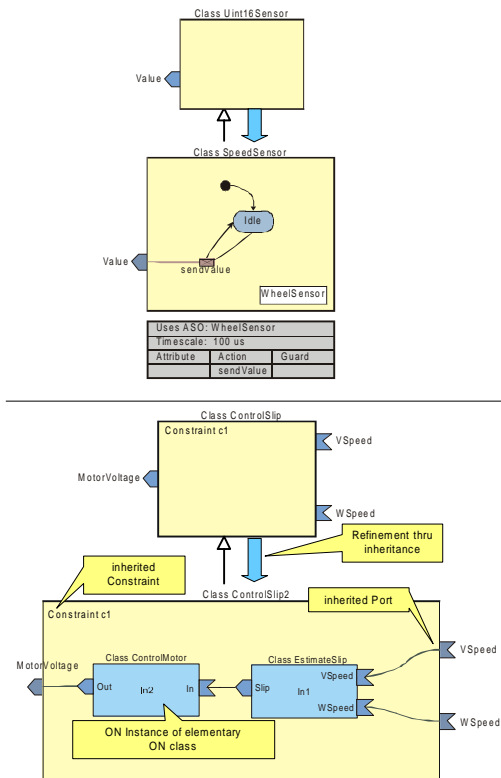 Class Uint16Sensor
Value
Class SpeedSensor
Idle
Value
sendValue
WheelSensor
Uses ASO: WheelSensor
Timescale: 100 us
Attribute Action Guard
sendValue
Class ControlSlip
Constraint c1
VSpeed
MotorVoltage
WSpeed
Refinement thru
inheritance
inherited
Constraint
Class ControlSlip2
inherited Port
Constraint c1
VSpeed
Class ControlMotor
Class EstimateSlip
MotorVoltage
VSpeed
Out
In2
In
Slip
In1
WSpeed
WSpeed
ON Instance of elementary
ON class